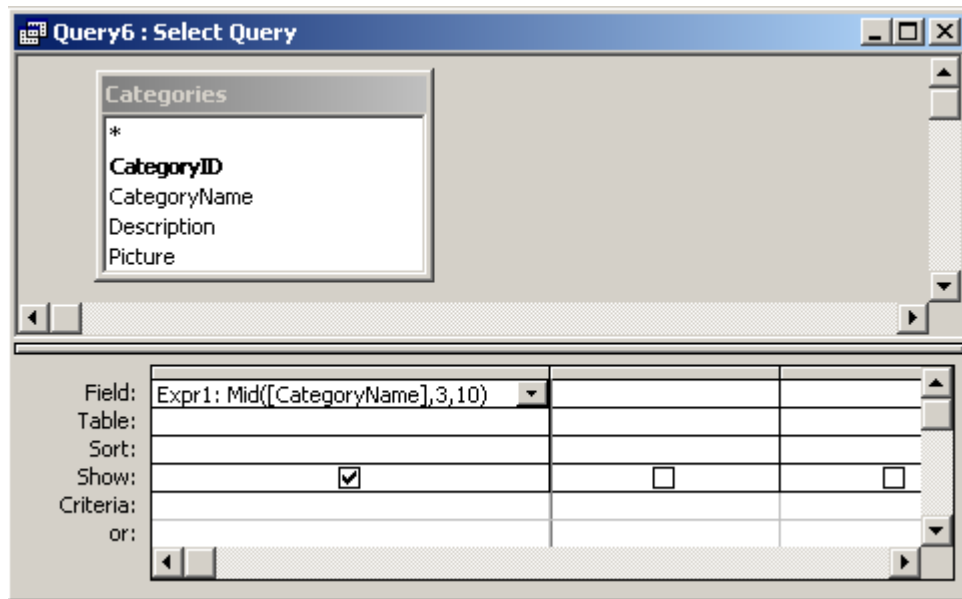 Query6 : Select Query
Categories
*
CategoryID
CategoryName
Description
Picture
Field: Expr1: Mid([CategoryName],3,10)
Table:
Sort:
Show:
Criteria:
or: